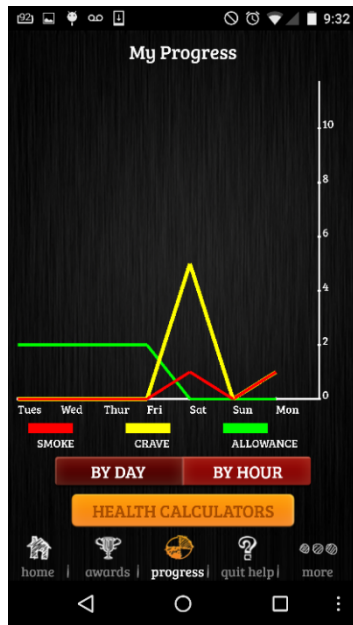 92 9:32
My Progress
10
8
6
4
2
0
Tues Wed Thur Fri Sat Sun Mon
SMOKE CRAVE ALLOWANCE
BY DAY BY HOUR
HEALTH CALCULATORS
home awards progress quit help more